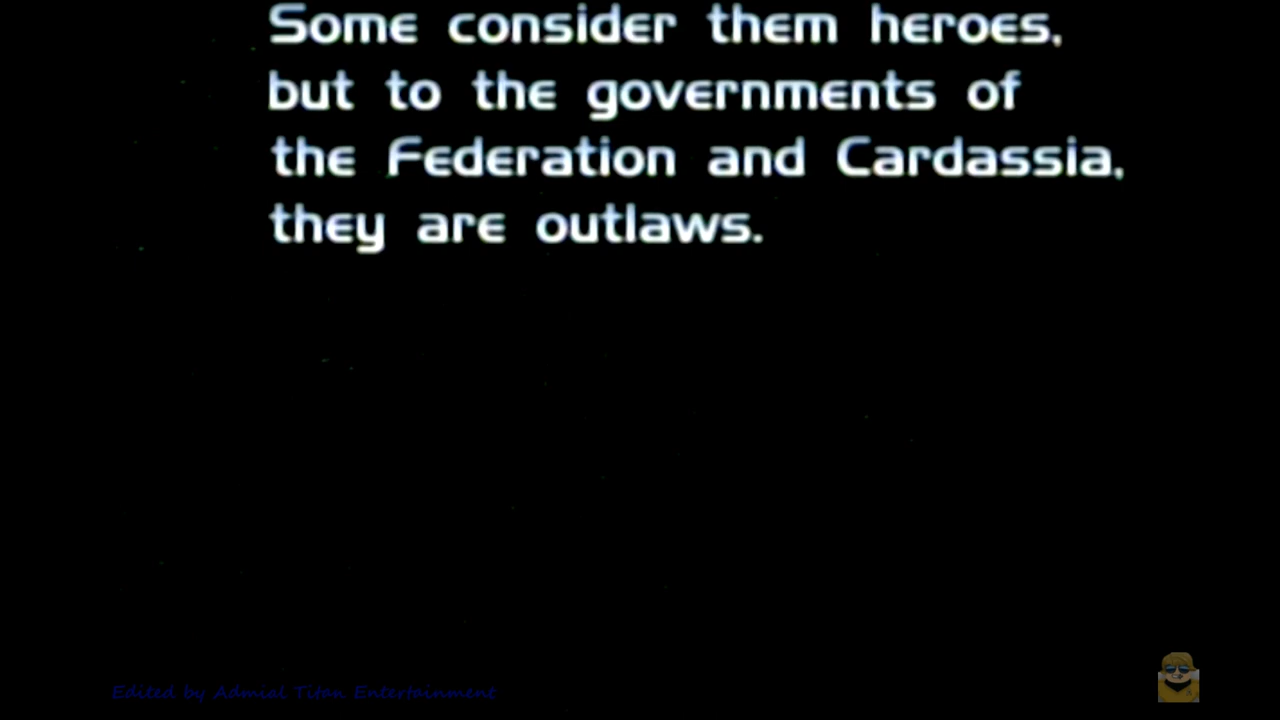 Some consider them heroes,
but to the governments of
the Federation and Cardassia,
they are outlaws.
Edited by Admial Titan Entertainment